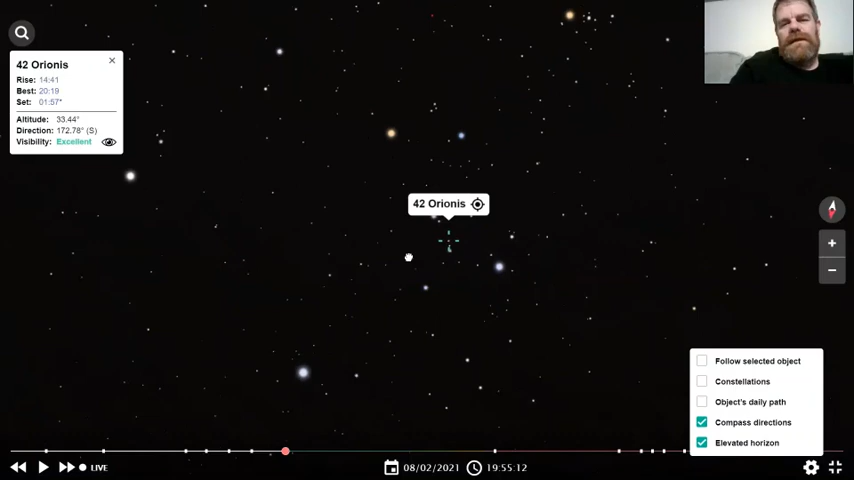 42 Orionis
Rise: 14:41
Best: 20:19
Set: 01:57*
Altitude: 33.44°
Direction: 172.78° (S)
Visibility: Excellent
42 Orionis
Follow selected object
Constellations
Object's daily path
Compass directions
Elevated horizon
LIVE
08/02/2021
19:55:12